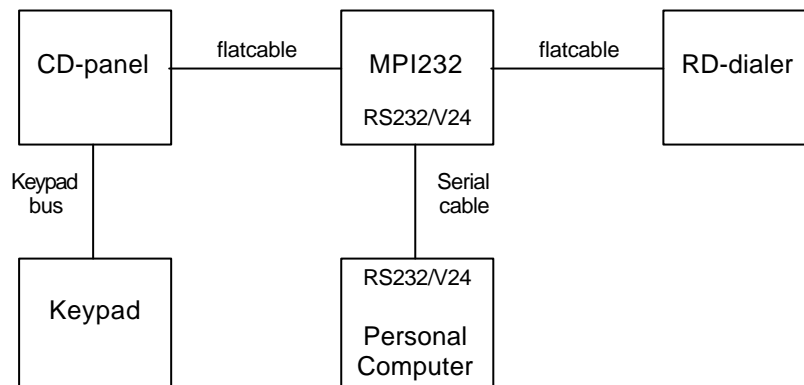 flatcable
flatcable
CD-panel
MPI232
RD-dialer
RS232/V24
Keypad
bus
Serial
cable
RS232/V24
Keypad
Personal
Computer